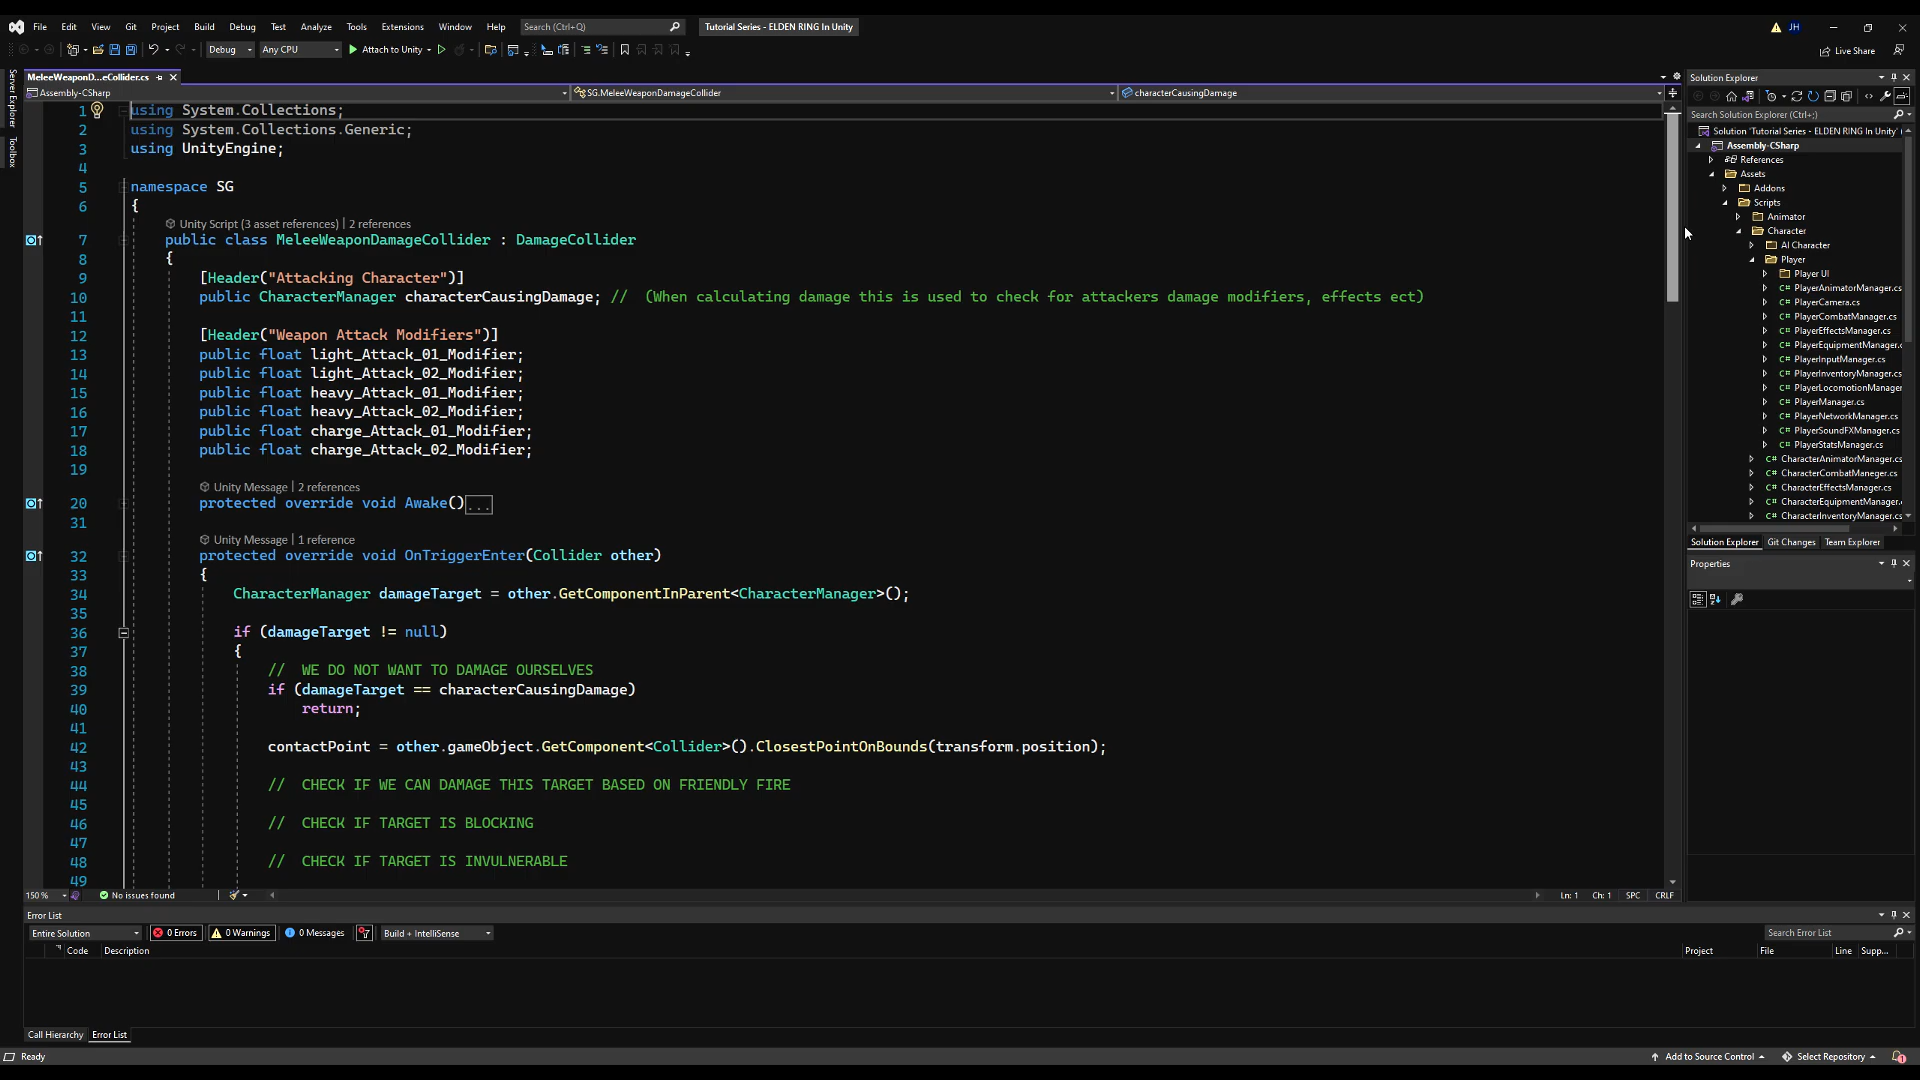 File Edit View Git Project Build Debug Test Analyze Tools Extensions Window Help Search (Ctrl+Q) Tutorial Series - ELDEN RING In Unity JH
Debug Any CPU Attach to Unity Live Share
Server Explorer
Toolbox
MeleeWeaponD...eCollider.cs
Assembly-CSharp SG.MeleeWeaponDamageCollider characterCausingDamage
1 using System.Collections;
2 using System.Collections.Generic;
3 using UnityEngine;
4
5 namespace SG
6 {
Unity Script (3 asset references) | 2 references
7 public class MeleeWeaponDamageCollider : DamageCollider
8 {
9 [Header("Attacking Character")]
10 public CharacterManager characterCausingDamage; // (When calculating damage this is used to check for attackers damage modifiers, effects ect)
11
12 [Header("Weapon Attack Modifiers")]
13 public float light_Attack_01_Modifier;
14 public float light_Attack_02_Modifier;
15 public float heavy_Attack_01_Modifier;
16 public float heavy_Attack_02_Modifier;
17 public float charge_Attack_01_Modifier;
18 public float charge_Attack_02_Modifier;
19
Unity Message | 2 references
20 protected override void Awake()...
31
Unity Message | 1 reference
32 protected override void OnTriggerEnter(Collider other)
33 {
34 CharacterManager damageTarget = other.GetComponentInParent<CharacterManager>();
35
36 if (damageTarget != null)
37 {
38 // WE DO NOT WANT TO DAMAGE OURSELVES
39 if (damageTarget == characterCausingDamage)
40 return;
41
42 contactPoint = other.gameObject.GetComponent<Collider>().ClosestPointOnBounds(transform.position);
43
44 // CHECK IF WE CAN DAMAGE THIS TARGET BASED ON FRIENDLY FIRE
45
46 // CHECK IF TARGET IS BLOCKING
47
48 // CHECK IF TARGET IS INVULNERABLE
49
150 % No issues found Ln: 1 Ch: 1 SPC CRLF
Solution Explorer
Search Solution Explorer (Ctrl+;)
Solution 'Tutorial Series - ELDEN RING In Unity' (
Assembly-CSharp
References
Assets
Addons
Scripts
Animator
Character
AI Character
Player
Player UI
C# PlayerAnimatorManager.cs
C# PlayerCamera.cs
C# PlayerCombatManager.cs
C# PlayerEffectsManager.cs
C# PlayerEquipmentManager.c
C# PlayerInputManager.cs
C# PlayerInventoryManager.cs
C# PlayerLocomotionManager
C# PlayerManager.cs
C# PlayerNetworkManager.cs
C# PlayerSoundFXManager.cs
C# PlayerStatsManager.cs
C# CharacterAnimatorManager.cs
C# CharacterCombatManeger.cs
C# CharacterEffectsManager.cs
C# CharacterEquipmentManager.
C# CharacterInventoryManager.cs
Solution Explorer Git Changes Team Explorer
Properties
Error List
Entire Solution 0 Errors 0 Warnings 0 Messages Build + IntelliSense Search Error List
Code Description Project File Line Supp...
Call Hierarchy Error List
Ready Add to Source Control Select Repository 1